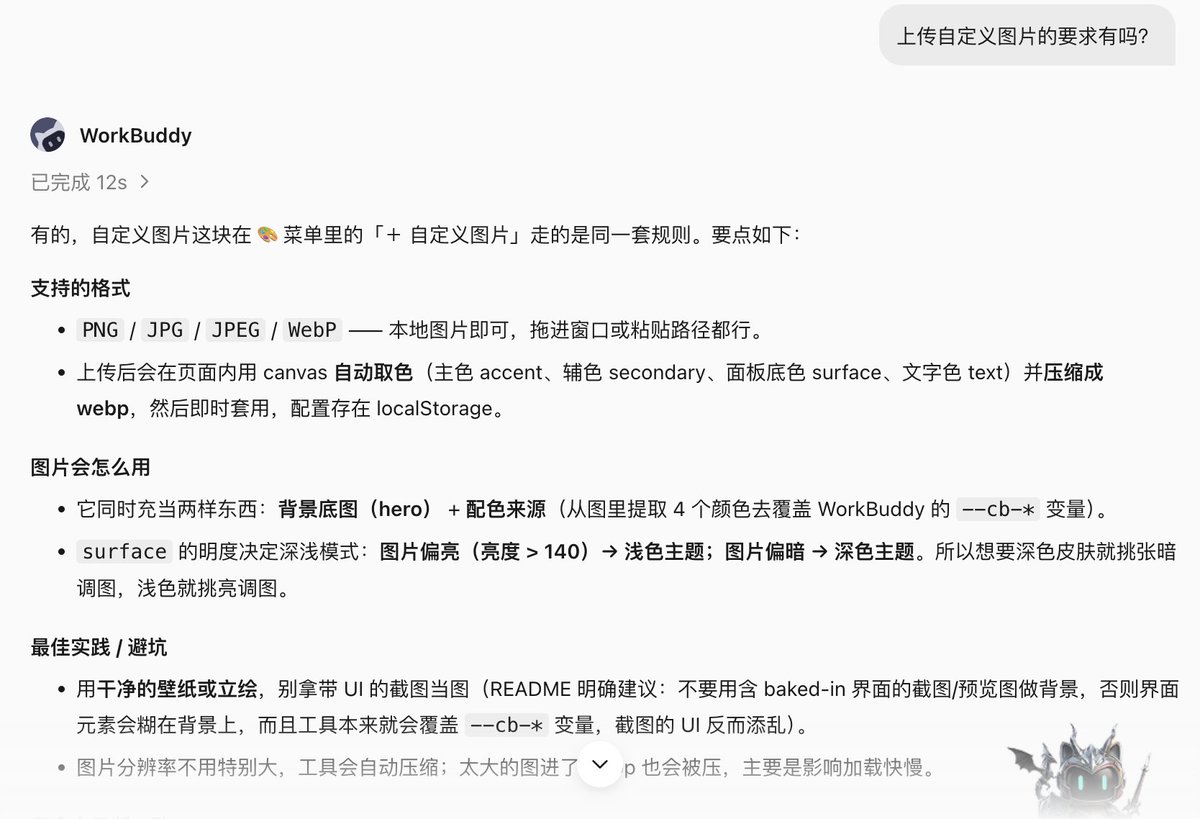 上传自定义图片的要求有吗？
WorkBuddy
已完成 12s
有的，自定义图片这块在 🎨 菜单里的「＋ 自定义图片」走的是同一套规则。要点如下：
支持的格式
• PNG / JPG / JPEG / WebP —— 本地图片即可，拖进窗口或粘贴路径都行。
• 上传后会在页面内用 canvas 自动取色（主色 accent、辅色 secondary、面板底色 surface、文字色 text）并压缩成
webp，然后即时套用，配置存在 localStorage。
图片会怎么用
• 它同时充当两样东西：背景底图（hero） + 配色来源（从图里提取 4 个颜色去覆盖 WorkBuddy 的 --cb-* 变量）。
• surface 的明度决定深浅模式：图片偏亮（亮度 > 140）→ 浅色主题；图片偏暗 → 深色主题。所以想要深色皮肤就挑张暗
调图，浅色就挑亮调图。
最佳实践 / 避坑
• 用干净的壁纸或立绘，别拿带 UI 的截图当图（README 明确建议：不要用含 baked-in 界面的截图/预览图做背景，否则界面
元素会糊在背景上，而且工具本来就会覆盖 --cb-* 变量，截图的 UI 反而添乱）。
• 图片分辨率不用特别大，工具会自动压缩；太大的图进了 p 也会被压，主要是影响加载快慢。